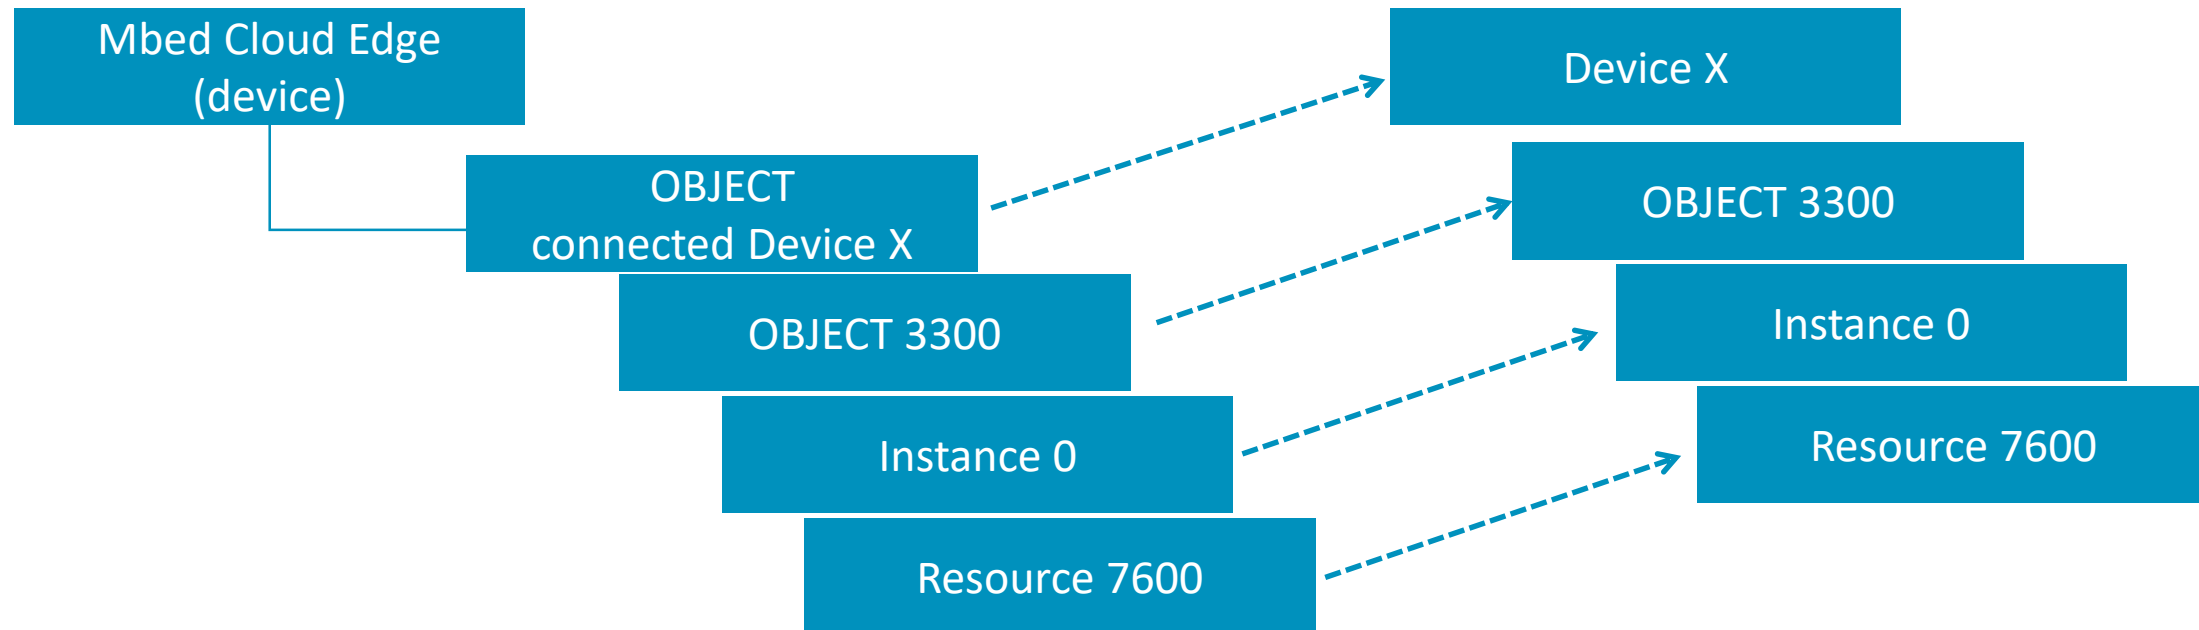 Mbed Cloud Edge
(device)
OBJECT
connected Device X
OBJECT 3300
Instance 0
Resource 7600
Device X
OBJECT 3300
Instance 0
Resource 7600